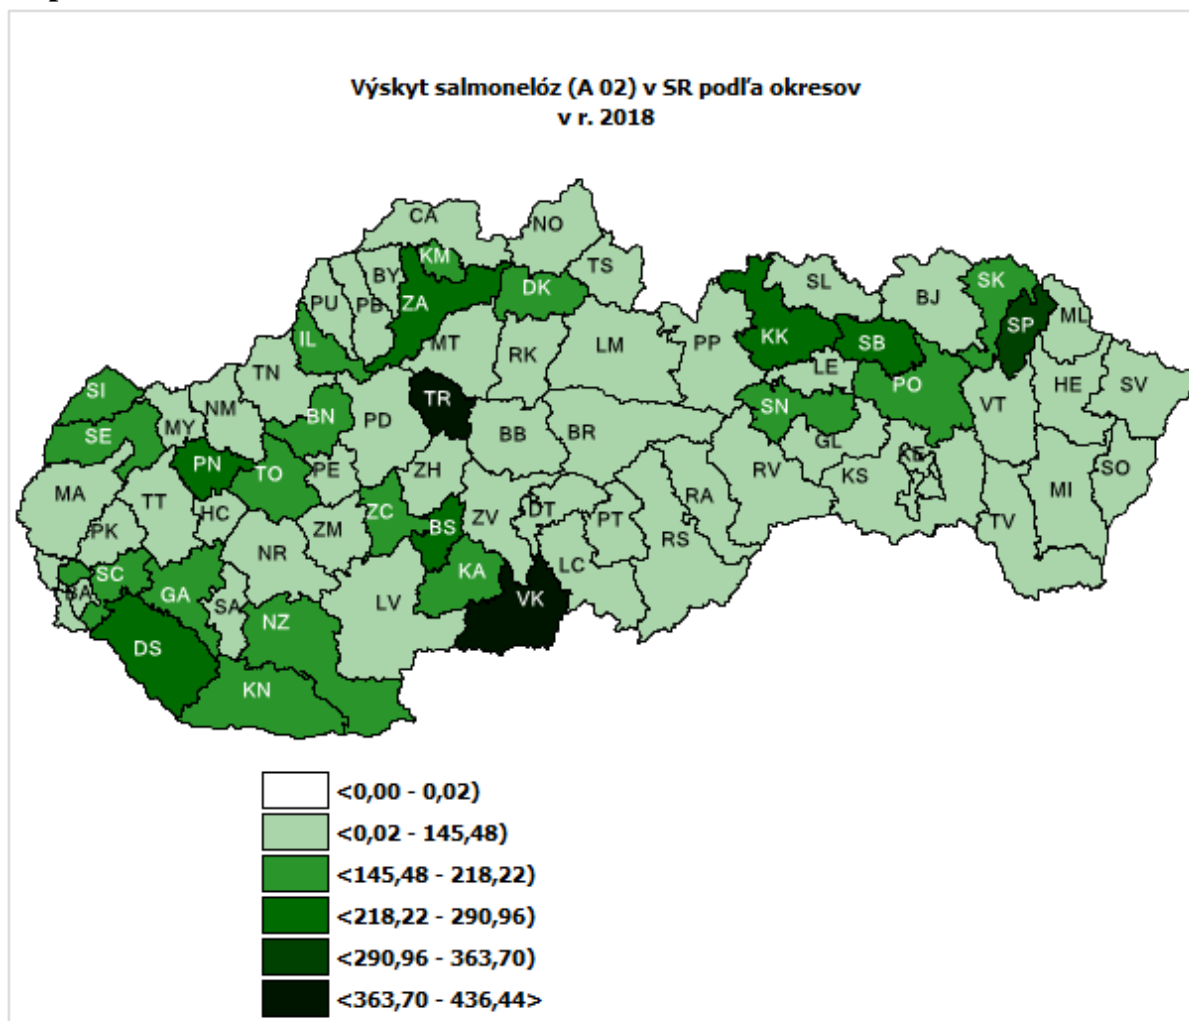 Výskyt salmonelóz (A 02) v SR podľa okresov
v r. 2018
CA
NO
KM
TS
BY
DK
PU
PB
ZA
SL
SK
BJ
SP
ML
IL
MT
RK
LM
PP
KK
SB
TN
LE
PO
HE
SV
SI
NM
BN
PD
TR
SN
VT
SE
MY
BB
BR
GL
PN
TO
PE
ZH
RV
KS
KE
SO
MA
TT
HC
ZC
BS
ZV
DT
PT
RA
MI
PK
NR
ZM
RS
TV
SC
GA
KA
LC
BA
SA
NZ
LV
VK
DS
KN
<0,00 - 0,02)
<0,02 - 145,48)
<145,48 - 218,22)
<218,22 - 290,96)
<290,96 - 363,70)
<363,70 - 436,44>